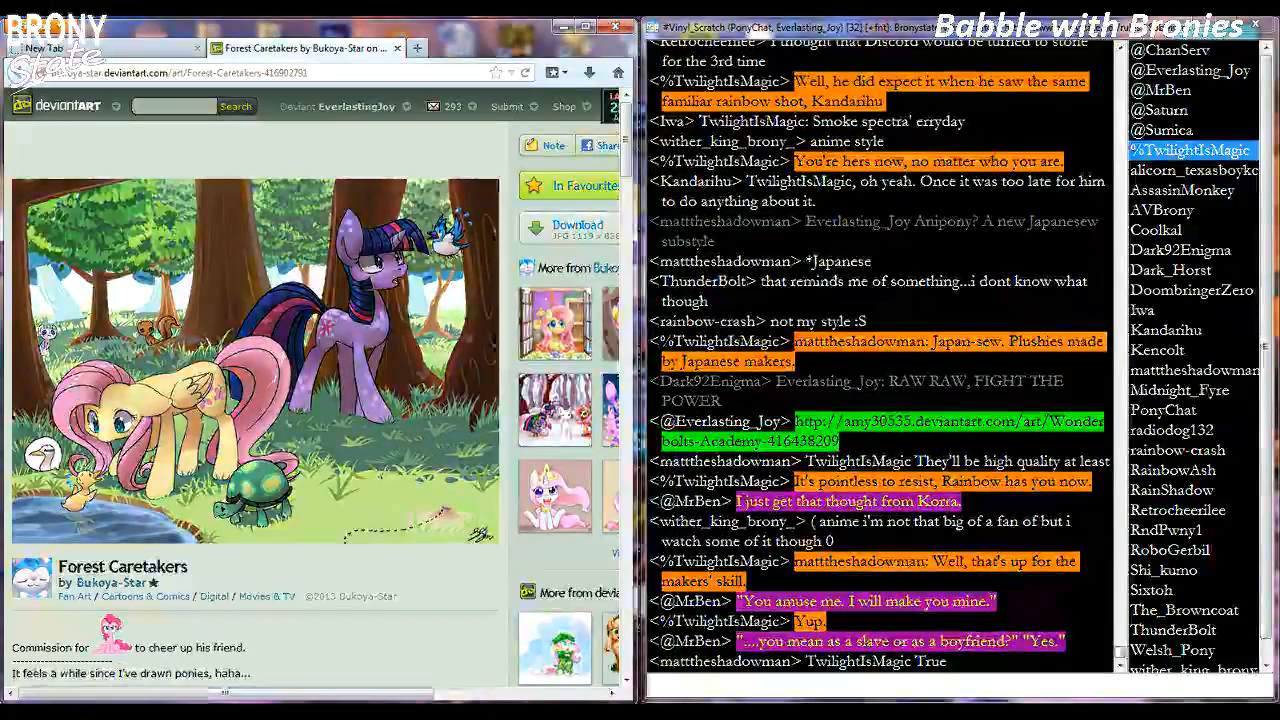 BRONY
State
New Tab
Forest Caretakers by Bukoya-Star on ...
-star.deviantart.com/art/Forest-Caretakers-416902791
deviantART
Search
Deviant EverlastingJoy
293
Submit
Shop
Note
Share
In Favourites
Download
JPG 1119 × 836
More from Bukoy
Forest Caretakers
by Bukoya-Star★
Fan Art / Cartoons & Comics / Digital / Movies & TV ©2013 Bukoya-Star
More from devia
Commission for to cheer up his friend.
------------------------
It feels a while since I've drawn ponies, haha...
#Vinyl_Scratch (PonyChat, Everlasting_Joy) [32] [+fnt]: Bronystate
Babble with Bronies
<Retrocheerilee> I thought that Discord would be turned to stone
for the 3rd time
<%TwilightIsMagic> Well, he did expect it when he saw the same
familiar rainbow shot, Kandarihu
<Iwa> TwilightIsMagic: Smoke spectra' erryday
<wither_king_brony_> anime style
<%TwilightIsMagic> You're hers now, no matter who you are.
<Kandarihu> TwilightIsMagic, oh yeah. Once it was too late for him
to do anything about it.
<matttheshadowman> Everlasting_Joy Anipony? A new Japanesew
substyle
<matttheshadowman> *Japanese
<ThunderBolt> that reminds me of something...i dont know what
though
<rainbow-crash> not my style :S
<%TwilightIsMagic> matttheshadowman: Japan-sew. Plushies made
by Japanese makers.
<Dark92Enigma> Everlasting_Joy: RAW RAW, FIGHT THE
POWER
<@Everlasting_Joy> http://amy30535.deviantart.com/art/Wonder
bolts-Academy-416438209
<matttheshadowman> TwilightIsMagic They'll be high quality at least
<%TwilightIsMagic> It's pointless to resist, Rainbow has you now.
<@MrBen> I just get that thought from Korra.
<wither_king_brony_> ( anime i'm not that big of a fan of but i
watch some of it though 0
<%TwilightIsMagic> matttheshadowman: Well, that's up for the
makers' skill.
<@MrBen> "You amuse me. I will make you mine."
<%TwilightIsMagic> Yup.
<@MrBen> "....you mean as a slave or as a boyfriend?" "Yes."
<matttheshadowman> TwilightIsMagic True
@ChanServ
@Everlasting_Joy
@MrBen
@Saturn
@Sumica
%TwilightIsMagic
alicorn_texasboykc
AssasinMonkey
AVBrony
Coolkal
Dark92Enigma
Dark_Horst
DoombringerZero
Iwa
Kandarihu
Kencolt
matttheshadowman
Midnight_Fyre
PonyChat
radiodog132
rainbow-crash
RainbowAsh
RainShadow
Retrocheerilee
RndPwny1
RoboGerbil
Shi_kumo
Sixtoh
The_Browncoat
ThunderBolt
Welsh_Pony
wither_king_brony_